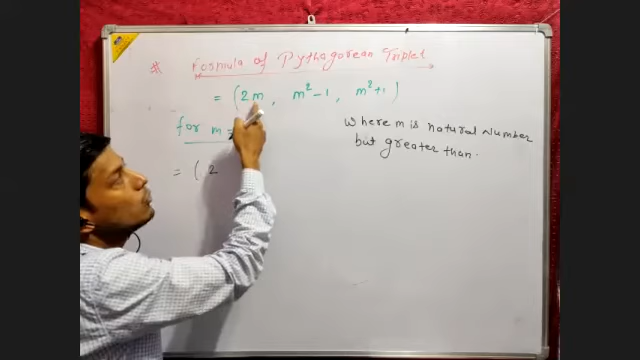 * Formula of Pythagorean Triplet
= (2m, m²-1, m²+1)
where m is natural number
but greater than.
for m =
= ( 2